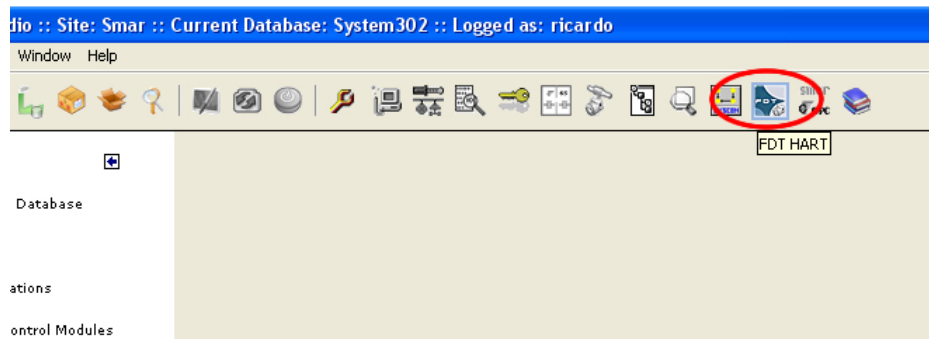 dio :: Site: Smar :: Current Database: System302 :: Logged as: ricardo
Window Help
FDT HART
Database
ations
ontrol Modules